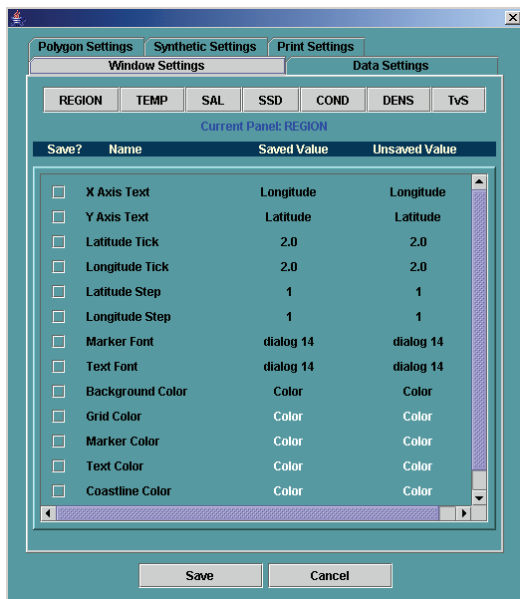 Polygon Settings Synthetic Settings Print Settings
Window Settings Data Settings
REGION TEMP SAL SSD COND DENS TvS
Current Panel: REGION
Save? Name Saved Value Unsaved Value
X Axis Text Longitude Longitude
Y Axis Text Latitude Latitude
Latitude Tick 2.0 2.0
Longitude Tick 2.0 2.0
Latitude Step 1 1
Longitude Step 1 1
Marker Font dialog 14 dialog 14
Text Font dialog 14 dialog 14
Background Color Color Color
Grid Color Color Color
Marker Color Color Color
Text Color Color Color
Coastline Color Color Color
Save Cancel